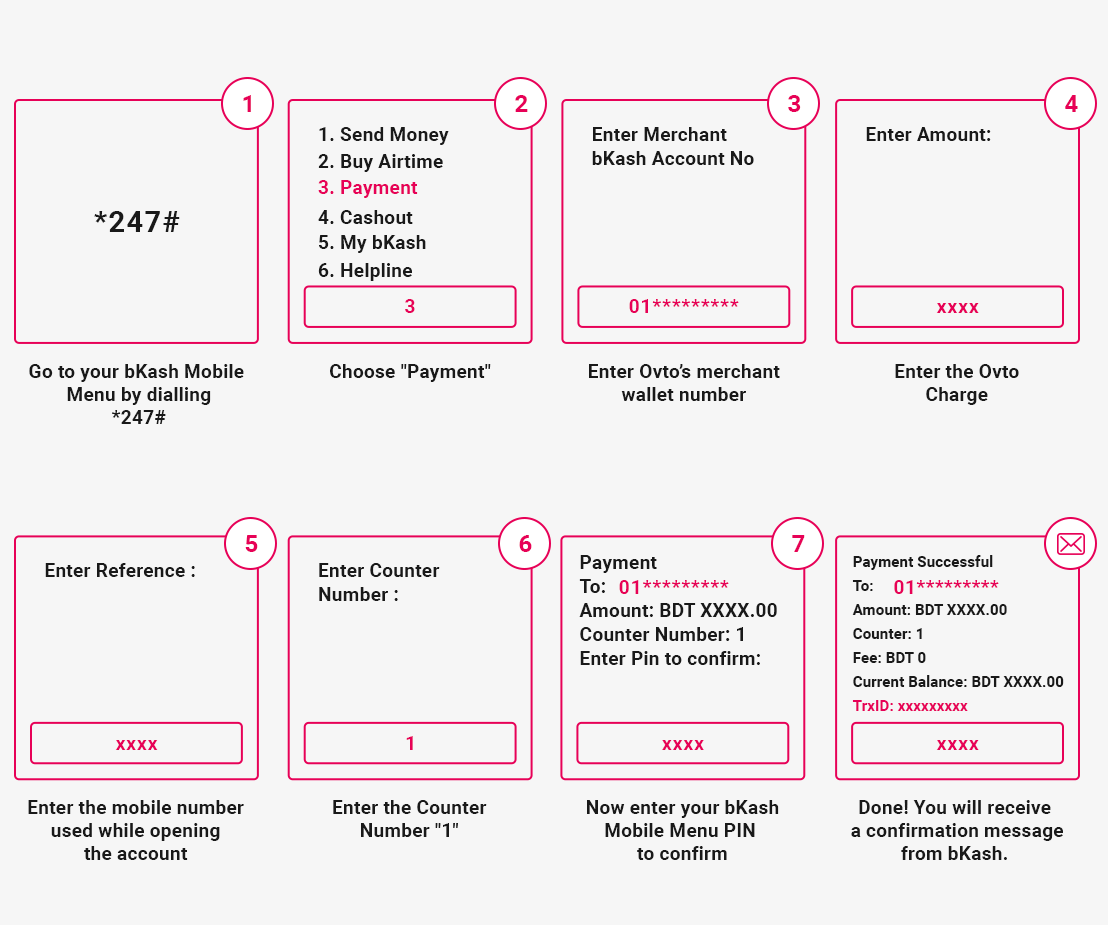 1
*247#
Go to your bKash Mobile
Menu by dialling
*247#
2
1. Send Money
2. Buy Airtime
3. Payment
4. Cashout
5. My bKash
6. Helpline
3
Choose "Payment"
3
Enter Merchant
bKash Account No
01*********
Enter Ovto’s merchant
wallet number
4
Enter Amount:
xxxx
Enter the Ovto
Charge
5
Enter Reference :
xxxx
Enter the mobile number
used while opening
the account
6
Enter Counter
Number :
1
Enter the Counter
Number "1"
7
Payment
To: 01*********
Amount: BDT XXXX.00
Counter Number: 1
Enter Pin to confirm:
xxxx
Now enter your bKash
Mobile Menu PIN
to confirm
Payment Successful
To: 01*********
Amount: BDT XXXX.00
Counter: 1
Fee: BDT 0
Current Balance: BDT XXXX.00
TrxID: xxxxxxxxx
xxxx
Done! You will receive
a confirmation message
from bKash.